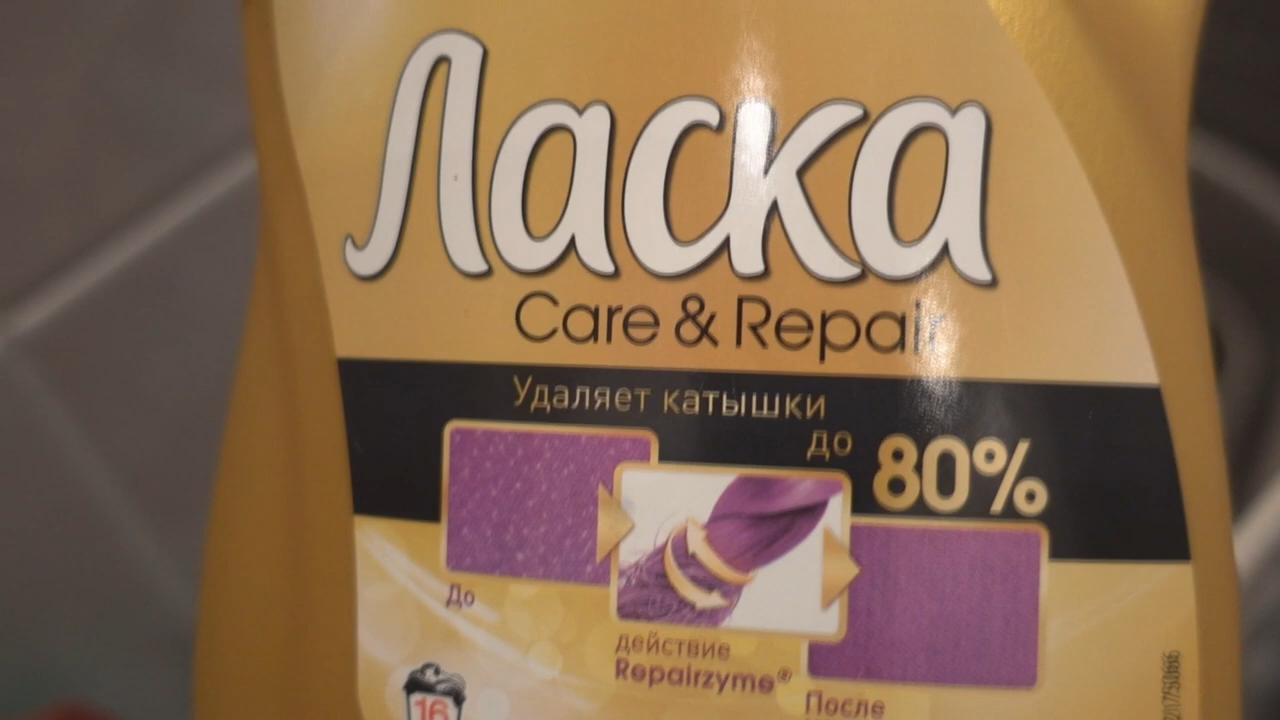 Ласка
Care & Repair
Удаляет катышки
до 80%
До
действие
Repairzyme®
После
16